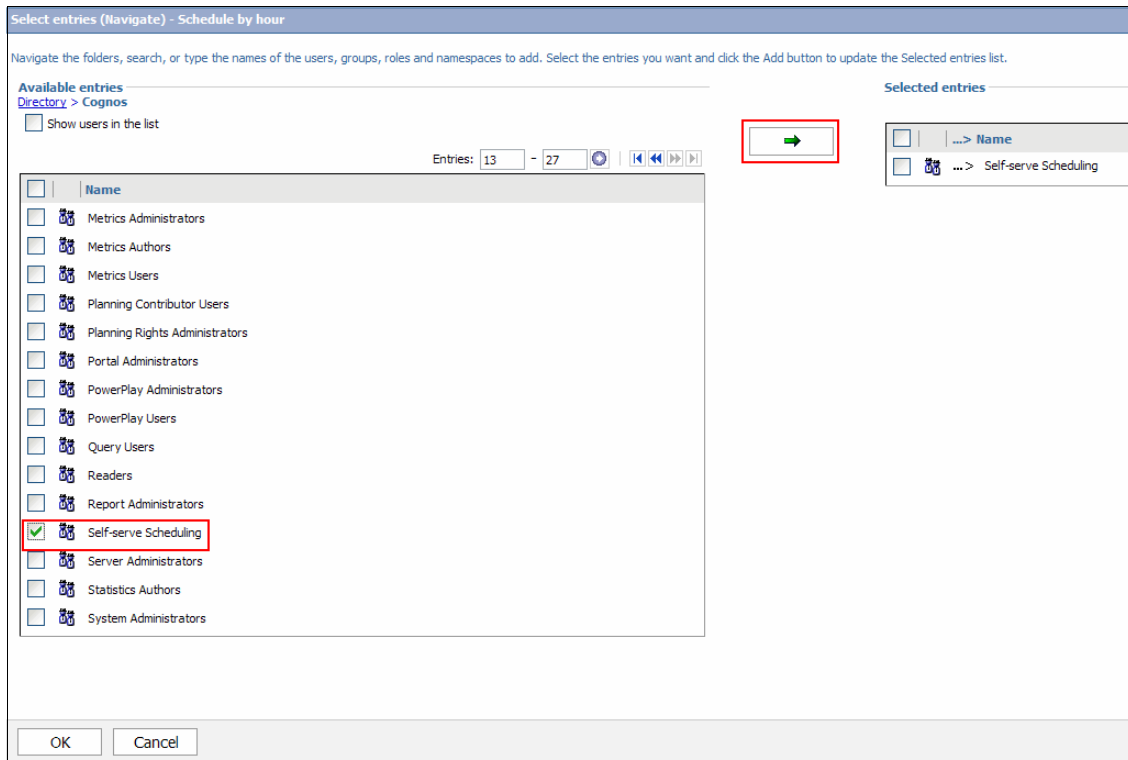 Select entries (Navigate) - Schedule by hour
Navigate the folders, search, or type the names of the users, groups, roles and namespaces to add. Select the entries you want and click the Add button to update the Selected entries list.
Available entries
Directory > Cognos
Show users in the list
Entries: 13 - 27
Name
Metrics Administrators
Metrics Authors
Metrics Users
Planning Contributor Users
Planning Rights Administrators
Portal Administrators
PowerPlay Administrators
PowerPlay Users
Query Users
Readers
Report Administrators
Self-serve Scheduling
Server Administrators
Statistics Authors
System Administrators
Selected entries
...> Name
...> Self-serve Scheduling
OK Cancel